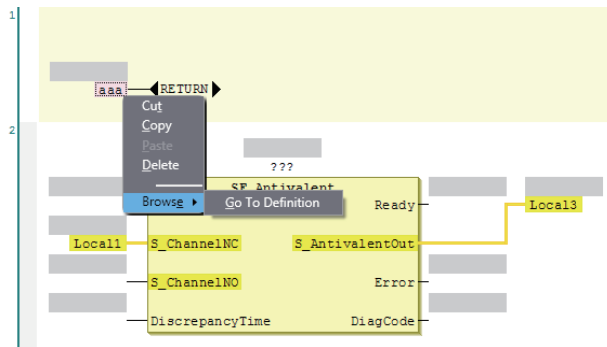 1
aaa RETURN
Cut
Copy
2
Paste
Delete
???
SF_Antivalent
Browse Go To Definition Ready Local3
Local1 S_ChannelNC S_AntivalentOut
S_ChannelNO Error
DiscrepancyTime DiagCode